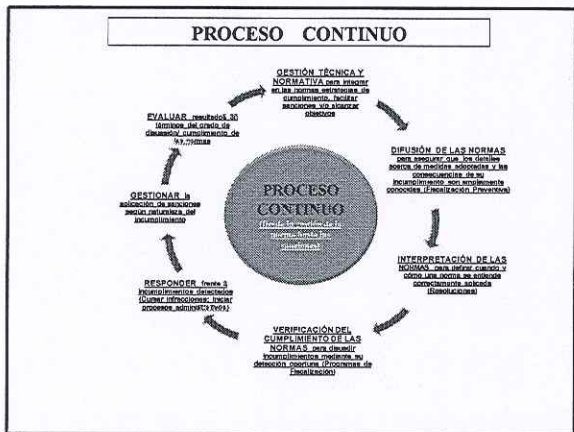 PROCESO CONTINUO
GESTIÓN TÉCNICA Y
NORMATIVA para integrar
en las normas estrategias de
cumplimiento, facilitar
sanciones y/o alcanzar
objetivos
DIFUSIÓN DE LAS NORMAS
para asegurar que los detalles
acerca de medidas adoptadas y las
consecuencias de su
incumplimiento son ampliamente
conocidos (Fiscalización Preventiva)
INTERPRETACIÓN DE LAS
NORMAS para definir cuando y
cómo una norma se entiende
correctamente aplicada
(Resoluciones)
VERIFICACIÓN DEL
CUMPLIMIENTO DE LAS
NORMAS para disuadir
incumplimientos mediante su
detección oportuna (Programas de
Fiscalización)
RESPONDER frente a
incumplimientos detectados
(Cursar infracciones; Iniciar
procesos administrativos)
GESTIONAR la
aplicación de sanciones
según naturaleza del
incumplimiento
EVALUAR resultados en
términos del grado de
disuasión/ cumplimiento de
las normas
PROCESO
CONTINUO